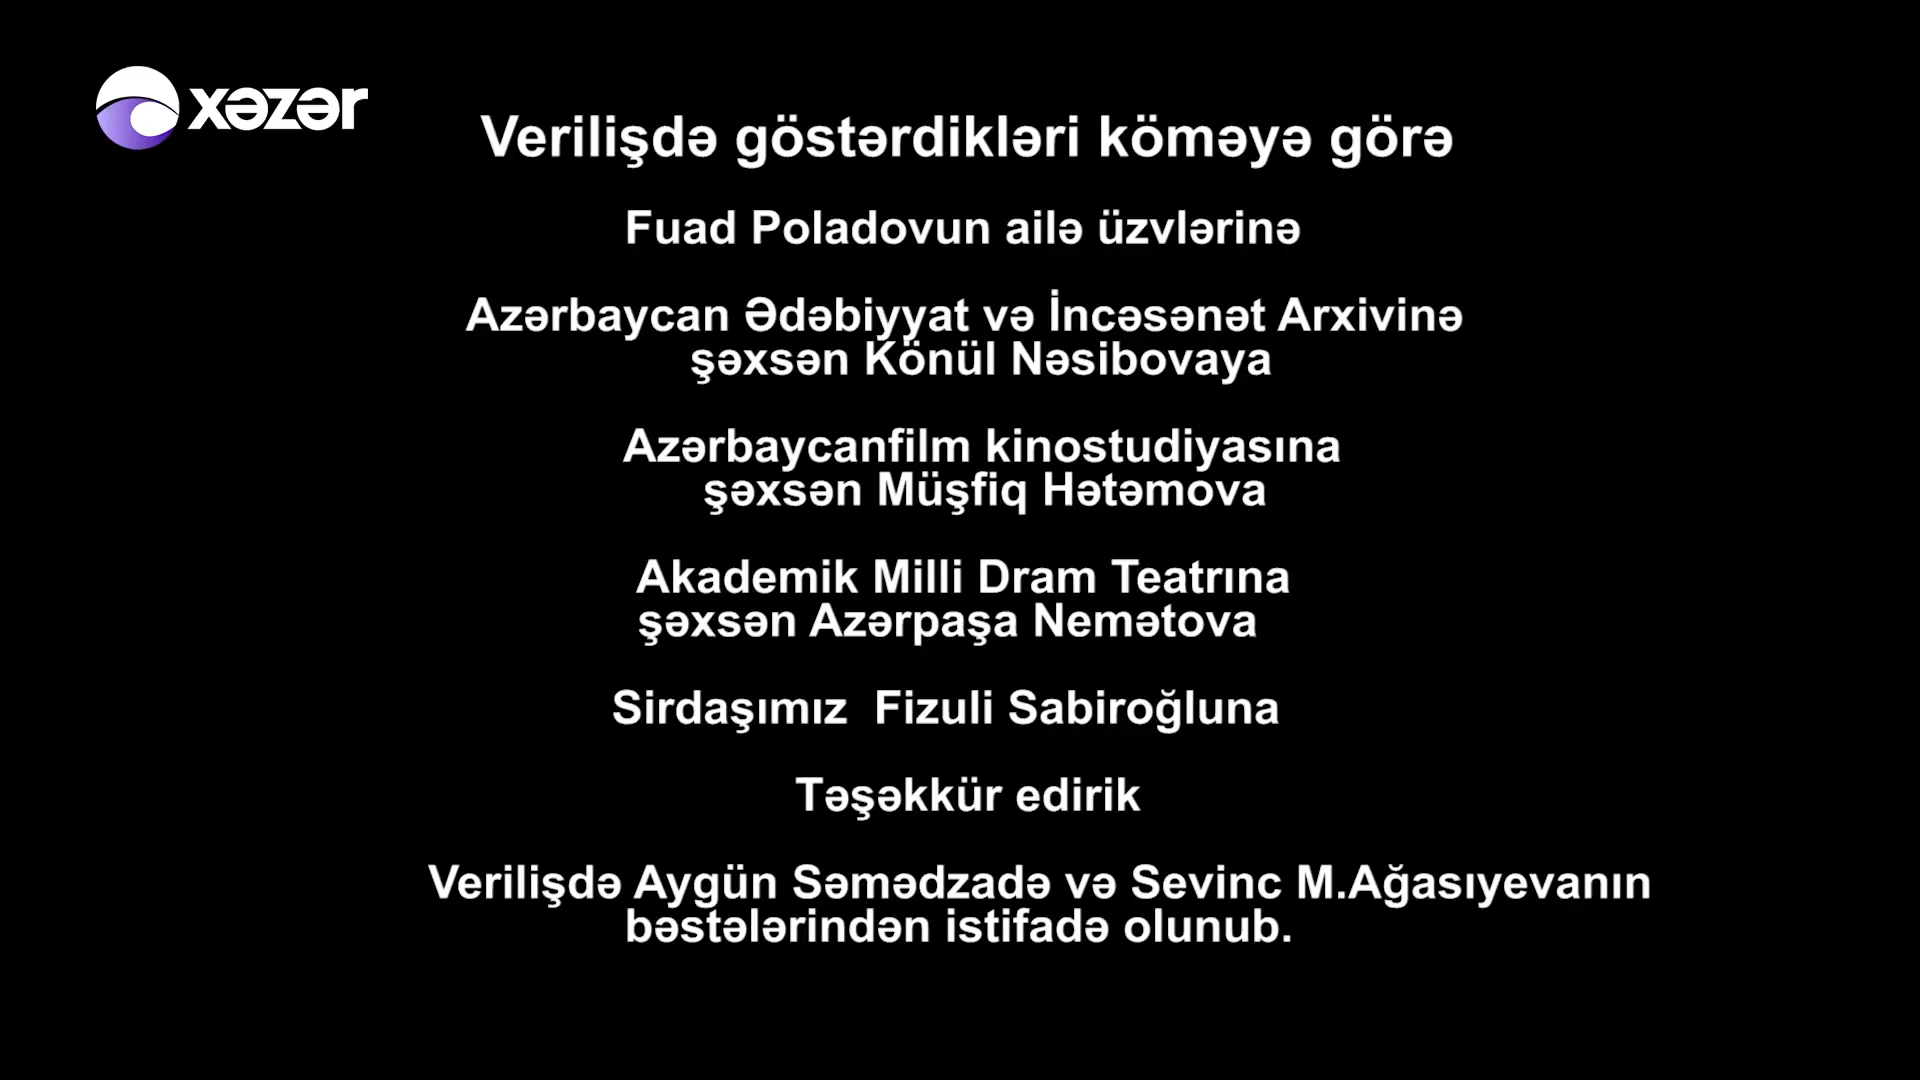 xəzər
Verilişdə göstərdikləri köməyə görə
Fuad Poladovun ailə üzvlərinə
Azərbaycan Ədəbiyyat və İncəsənət Arxivinə
şəxsən Könül Nəsibovaya
Azərbaycanfilm kinostudiyasına
şəxsən Müşfiq Hətəmova
Akademik Milli Dram Teatrına
şəxsən Azərpaşa Nemətova
Sirdaşımız  Fizuli Sabiroğluna
Təşəkkür edirik
Verilişdə Aygün Səmədzadə və Sevinc M.Ağasıyevanın
bəstələrindən istifadə olunub.